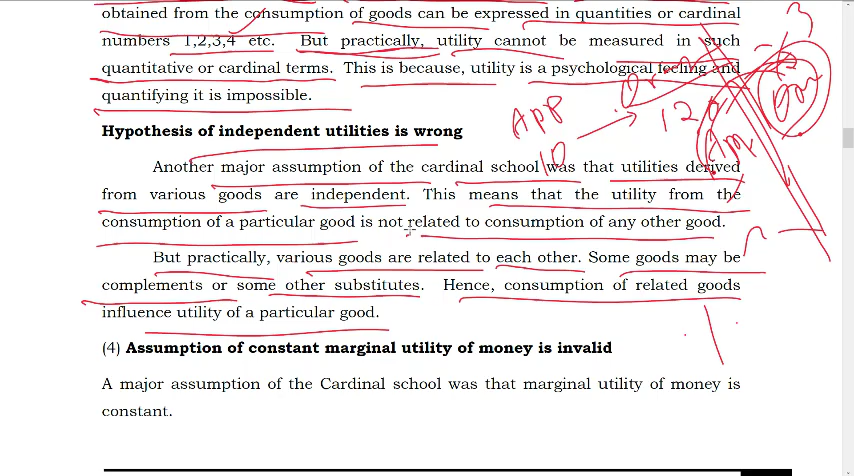 obtained from the consumption of goods can be expressed in quantities or cardinal
numbers 1,2,3,4 etc. But practically, utility cannot be measured in such
quantitative or cardinal terms. This is because, utility is a psychological feeling and
quantifying it is impossible.
Hypothesis of independent utilities is wrong
Another major assumption of the cardinal school was that utilities derived
from various goods are independent. This means that the utility from the
consumption of a particular good is not related to consumption of any other good.
But practically, various goods are related to each other. Some goods may be
complements or some other substitutes. Hence, consumption of related goods
influence utility of a particular good.
(4) Assumption of constant marginal utility of money is invalid
A major assumption of the Cardinal school was that marginal utility of money is
constant.
App
10
12
3